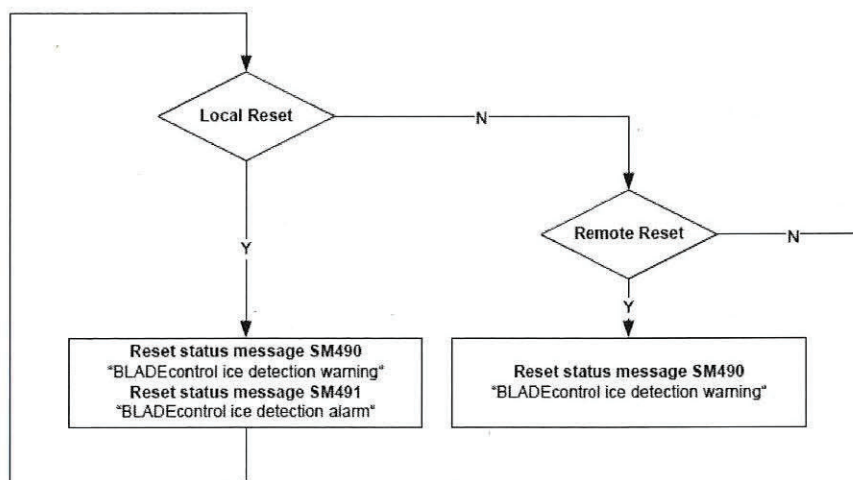 Local Reset
N
Remote Reset
N
Y
Y
Reset status message SM490
“BLADEcontrol ice detection warning“
Reset status message SM491
“BLADEcontrol ice detection alarm“
Reset status message SM490
“BLADEcontrol ice detection warning“